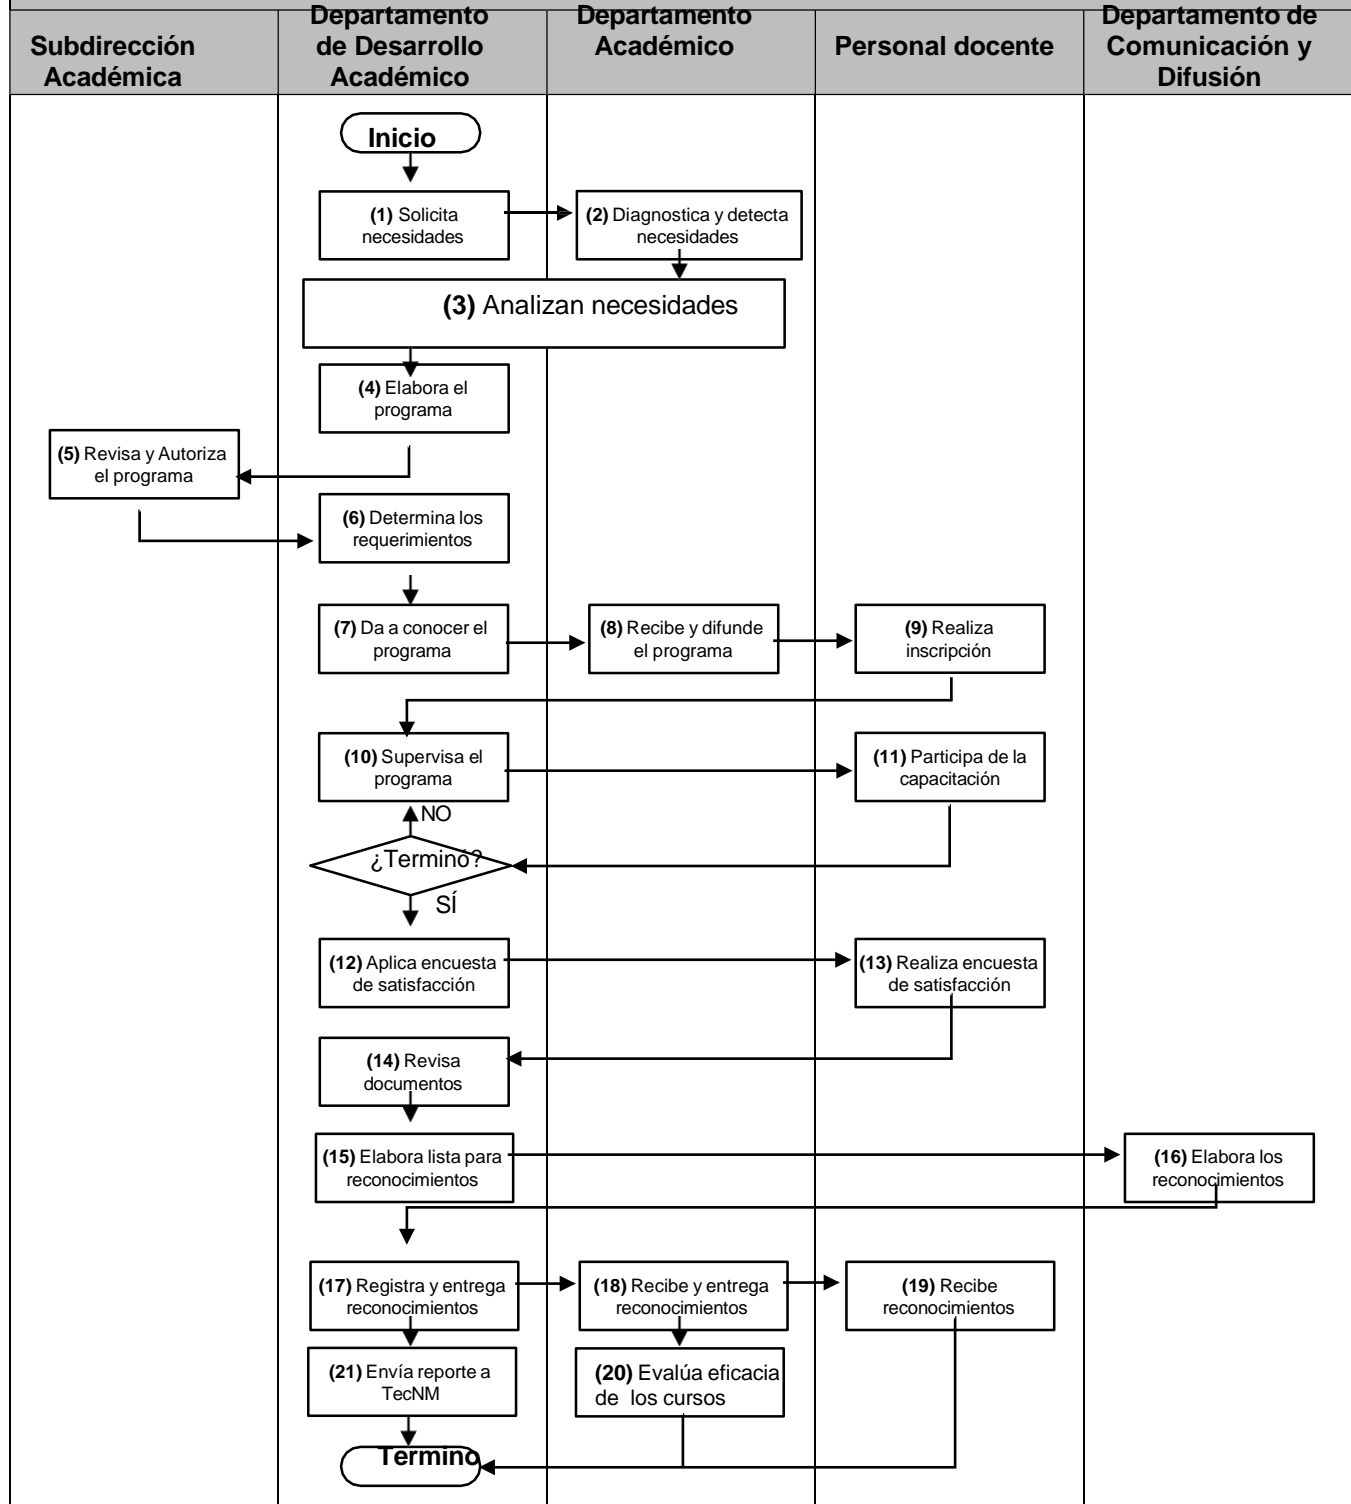 Subdirección
Académica
Departamento
de Desarrollo
Académico
Departamento
Académico
Personal docente
Departamento de
Comunicación y
Difusión
Inicio
(1) Solicita
necesidades
(2) Diagnostica y detecta
necesidades
(3) Analizan necesidades
(4) Elabora el
programa
(5) Revisa y Autoriza
el programa
(6) Determina los
requerimientos
(7) Da a conocer el
programa
(8) Recibe y difunde
el programa
(9) Realiza
inscripción
(10) Supervisa el
programa
(11) Participa de la
capacitación
NO
¿Terminó?
SÍ
(12) Aplica encuesta
de satisfacción
(13) Realiza encuesta
de satisfacción
(14) Revisa
documentos
(15) Elabora lista para
reconocimientos
(16) Elabora los
reconocimientos
(17) Registra y entrega
reconocimientos
(18) Recibe y entrega
reconocimientos
(19) Recibe
reconocimientos
(21) Envía reporte a
TecNM
(20) Evalúa eficacia
de los cursos
Termino